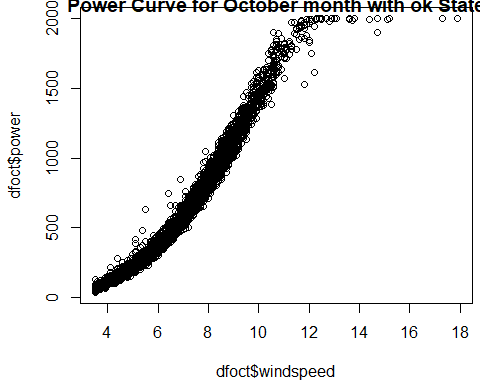 Power Curve for October month with ok State
dfoct$power
2000
1500
1000
500
0
4 6 8 10 12 14 16 18
dfoct$windspeed